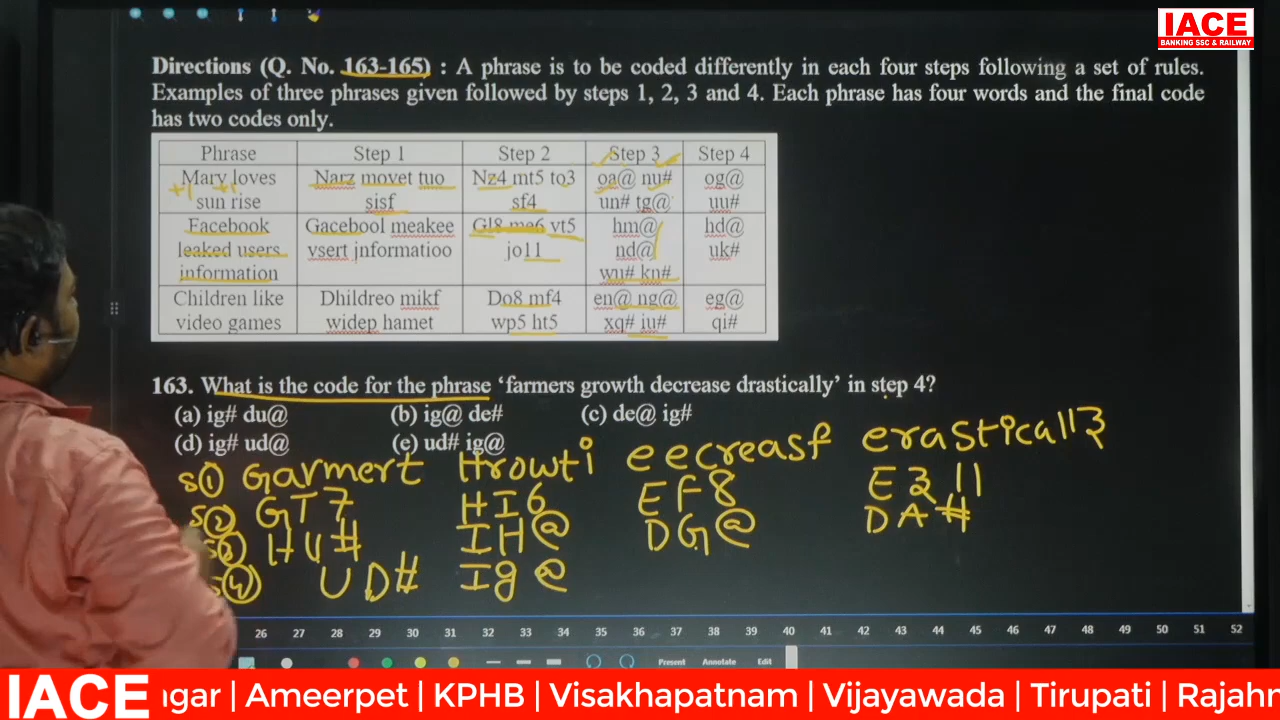 IACE
BANKING SSC & RAILWAY
Directions (Q. No. 163-165) : A phrase is to be coded differently in each four steps following a set of rules.
Examples of three phrases given followed by steps 1, 2, 3 and 4. Each phrase has four words and the final code
has two codes only.
Phrase Step 1 Step 2 Step 3 Step 4
Mary loves Narz movet tuo Nz4 mt5 to3 oa@ nu# og@
+1 +1
sun rise sisf sf4 un# tg@ uu#
Facebook Gacebool meakee Gl8 me6 vt5 hm@ hd@
leaked users vsert jnformatioo jo11 nd@ uk#
information wu# kn#
Children like Dhildreo mikf Do8 mf4 en@ ng@ eg@
video games widep hamet wp5 ht5 xq# iu# qi#
163. What is the code for the phrase ‘farmers growth decrease drastically’ in step 4?
(a) ig# du@ (b) ig@ de# (c) de@ ig#
(d) ig# ud@ (e) ud# ig@
S① Garmert Hrowti eecreasf erasticall3
S② GT7 HI6 EF8 E311
S③ HU# IH@ DG@ DA#
S④ UD# Ig@
26 27 28 29 30 31 32 33 34 35 36 37 38 39 40 41 42 43 44 45 46 47 48 49 50 51 52
Present Annotate Edit
IACE
agar | Ameerpet | KPHB | Visakhapatnam | Vijayawada | Tirupati | Rajahm